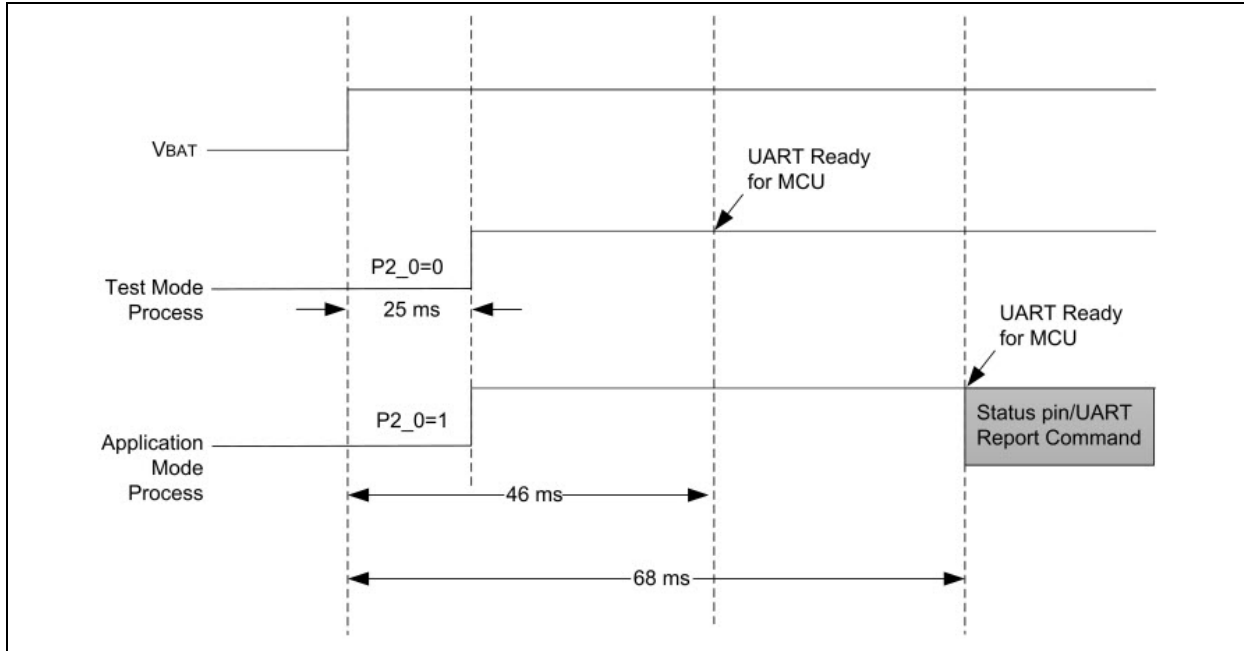 VBAT
UART Ready
for MCU
P2_0=0
Test Mode
Process
25 ms
UART Ready
for MCU
P2_0=1
Status pin/UART
Report Command
Application
Mode
Process
46 ms
68 ms